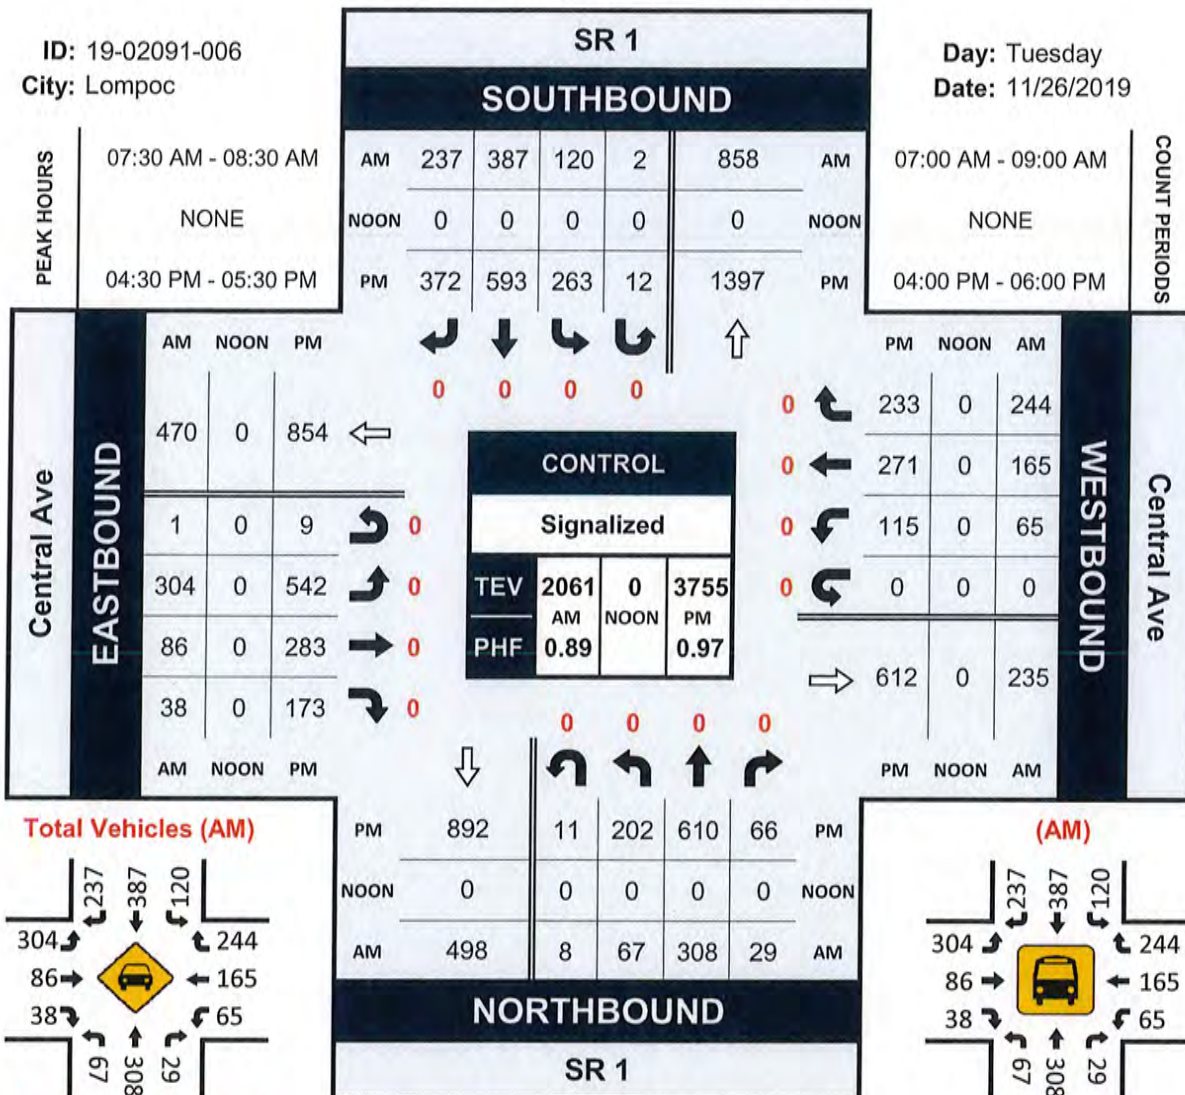 SR 1
ID: 19-02091-006
City: Lompoc
Day: Tuesday
Date: 11/26/2019
SOUTHBOUND
PEAK HOURS
07:30 AM - 08:30 AM
NONE
04:30 PM - 05:30 PM
AM 237 387 120 2 858 AM
NOON 0 0 0 0 0 NOON
PM 372 593 263 12 1397 PM
07:00 AM - 09:00 AM
NONE
04:00 PM - 06:00 PM
COUNT PERIODS
0 0 0 0
Central Ave
EASTBOUND
AM NOON PM
470 0 854
1 0 9 0
304 0 542 0
86 0 283 0
38 0 173 0
AM NOON PM
CONTROL
Signalized
TEV 2061 0 3755
AM NOON PM
PHF 0.89 0.97
PM NOON AM
0 233 0 244
0 271 0 165
0 115 0 65
0 0 0 0
612 0 235
PM NOON AM
WESTBOUND
Central Ave
0 0 0 0
PM 892 11 202 610 66 PM
NOON 0 0 0 0 0 NOON
AM 498 8 67 308 29 AM
NORTHBOUND
SR 1
Total Vehicles (AM)
237 387 120
304 244
86 165
38 65
67 308 29
(AM)
237 387 120
304 244
86 165
38 65
67 308 29